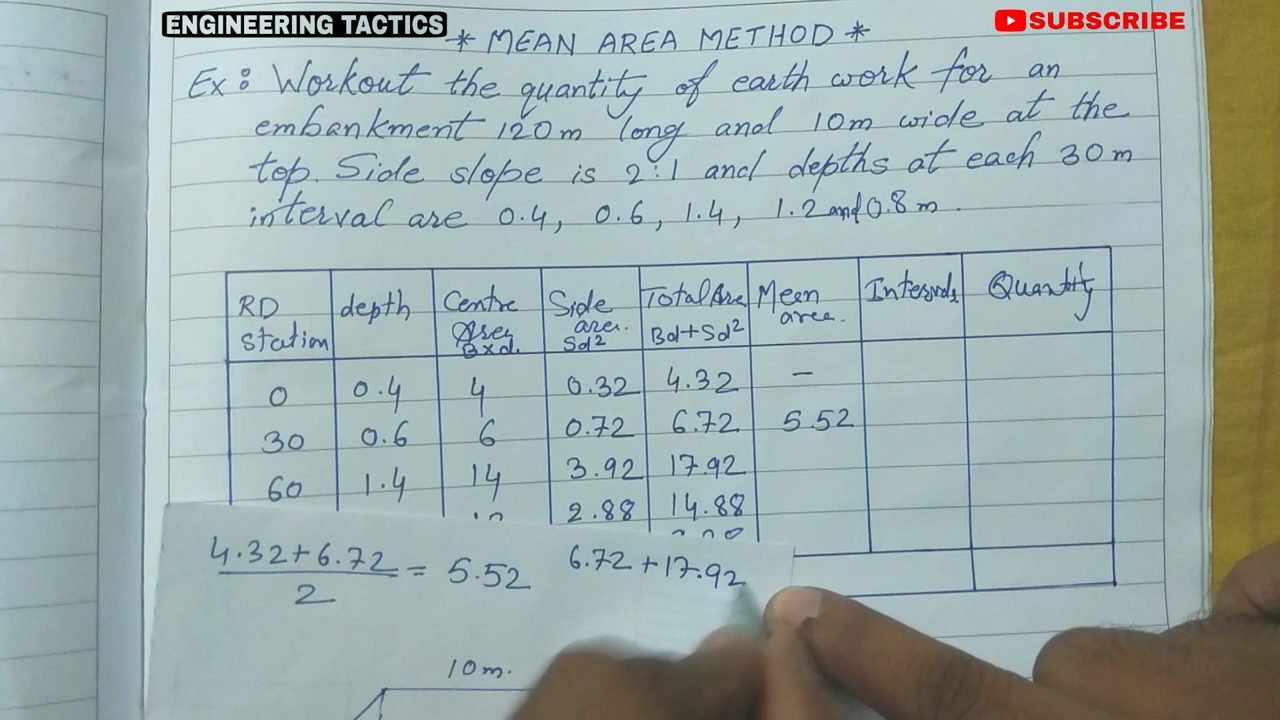 ENGINEERING TACTICS
SUBSCRIBE
* MEAN AREA METHOD *
Ex: Workout the quantity of earth work for an
embankment 120m long and 10m wide at the
top. Side slope is 2:1 and depths at each 30m
interval are 0.4, 0.6, 1.4, 1.2 and 0.8 m.
RD Station depth Centre Area Bxd. Side area. Sd² Total Are Bd+Sd² Mean area. Quantity
0 0.4 4 0.32 4.32 —
30 0.6 6 0.72 6.72 5.52
60 1.4 14 3.92 17.92
2.88 14.88
4.32+6.72 / 2 = 5.52 6.72+17.92
10m.